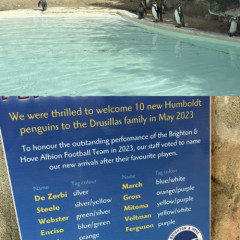 We were thrilled to welcome 10 new Humboldt
penguins to the Drusillas family in May 2023
To honour the outstanding performance of the Brighton &
Hove Albion Football Team in 2023, our staff voted to name
our new arrivals after their favourite players.
Name Tag colour
De Zerbi silver
Steele silver/yellow
Webster green/silver
Enciso blue/green
orange
Tag colour
March blue/white
Gross orange/purple
Mitoma yellow/purple
Veltman yellow/white
Ferguson purple